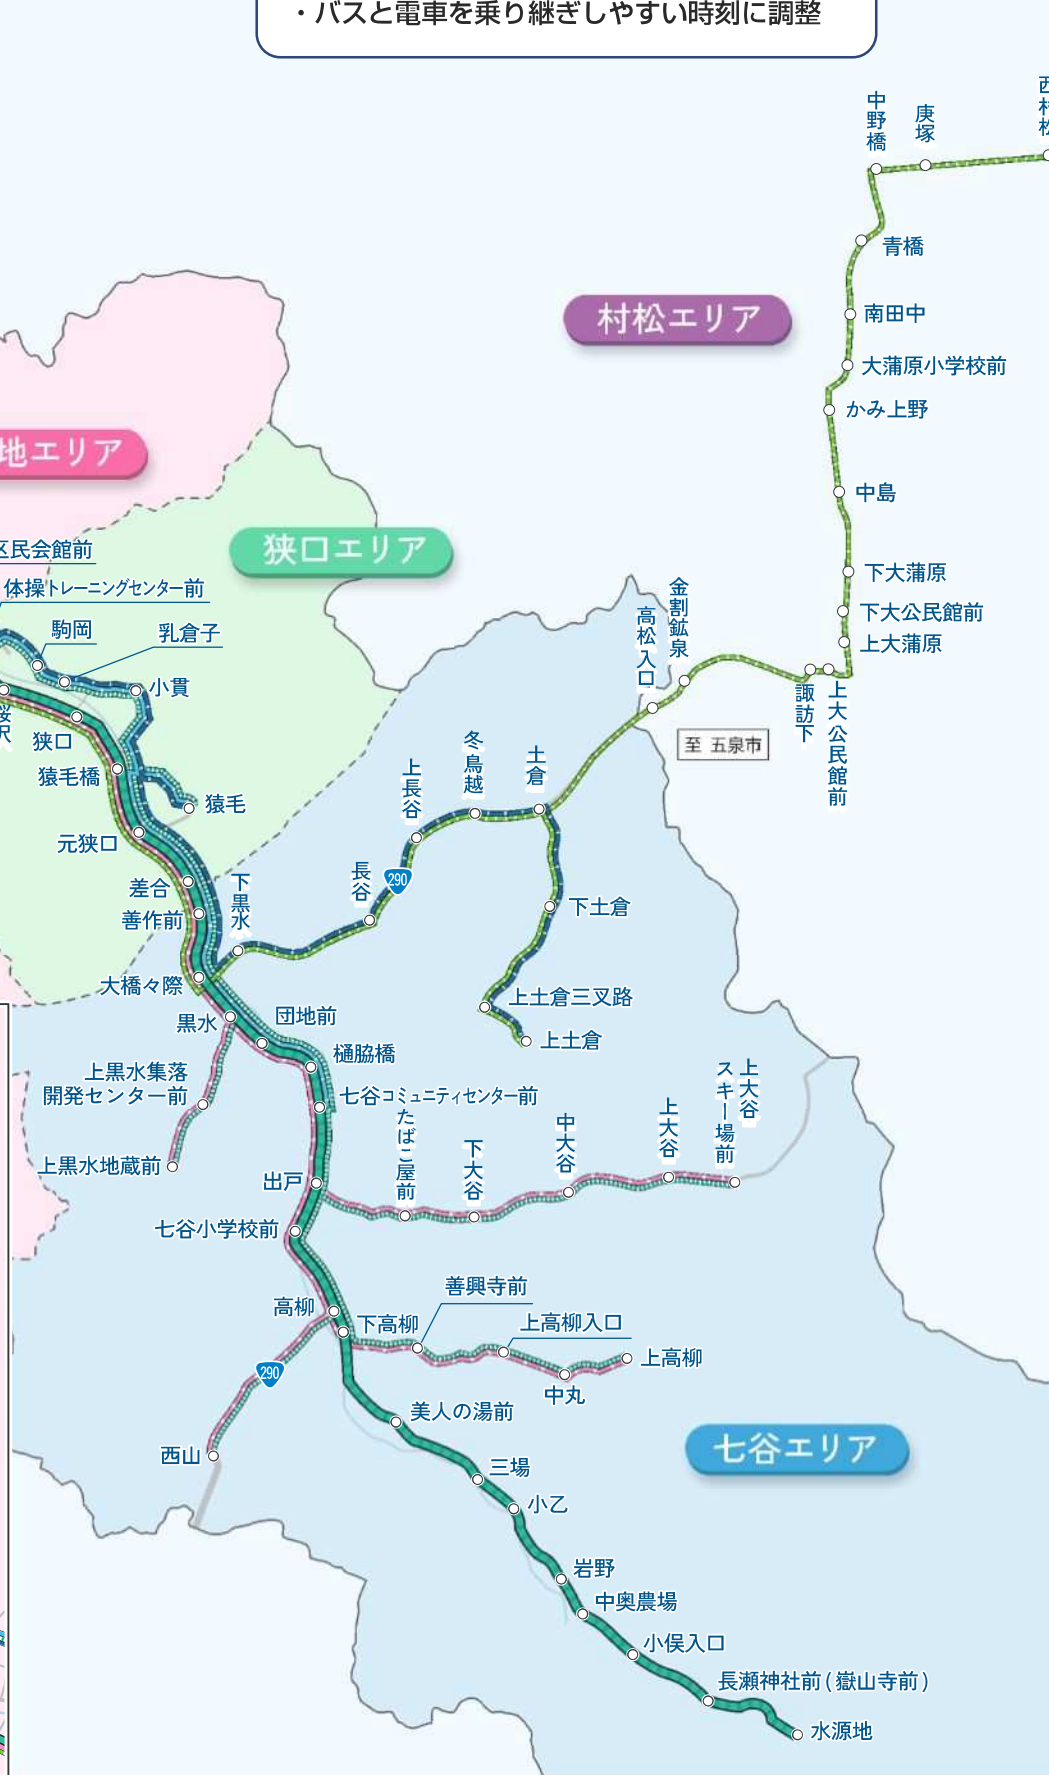 ・バスと電車を乗り継ぎしやすい時刻に調整
中野橋
庚塚
西村松
青橋
南田中
村松エリア
大蒲原小学校前
かみ上野
地エリア
中島
狭口エリア
区民会館前
下大蒲原
体操トレーニングセンター前
金割鉱泉
高松入口
下大公民館前
駒岡
乳倉子
上大蒲原
小貫
諏訪下
上大公民館前
桜沢
狭口
至 五泉市
猿毛橋
冬鳥越
土倉
上長谷
猿毛
元狭口
長谷
290
差合
下黒水
善作前
下土倉
大橋々際
上土倉三叉路
黒水
団地前
上土倉
樋脇橋
上黒水集落
開発センター前
七谷コミュニティセンター前
上大谷
スキー場前
たばこ屋前
下大谷
中大谷
上大谷
上黒水地蔵前
出戸
七谷小学校前
善興寺前
高柳
下高柳
上高柳入口
上高柳
290
中丸
美人の湯前
七谷エリア
西山
三場
小乙
岩野
中奥農場
小俣入口
長瀬神社前(嶽山寺前)
水源地